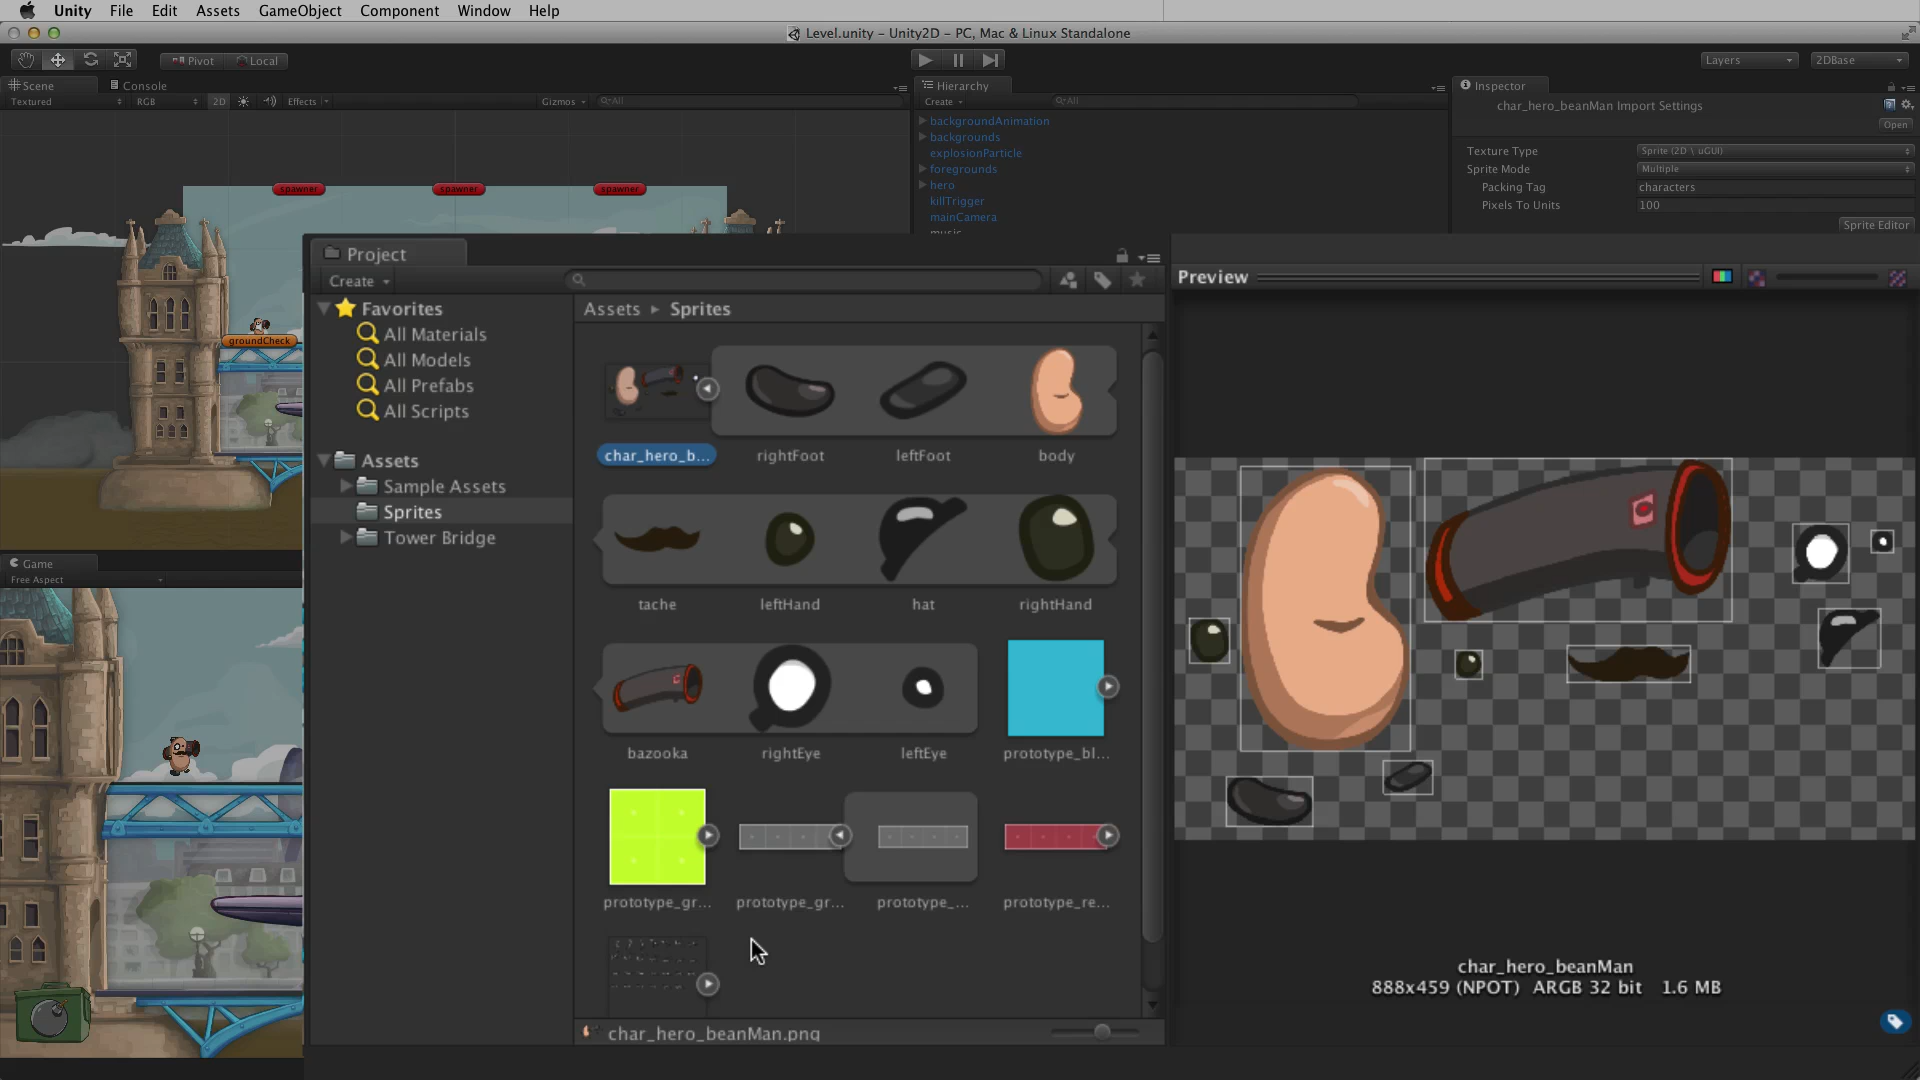 Unity File Edit Assets GameObject Component Window Help
Level.unity – Unity2D – PC, Mac & Linux Standalone
Pivot Local
Layers 2DBase
Scene Console
Textured RGB 2D Effects Gizmos All
Hierarchy
Create All
Inspector
char_hero_beanMan Import Settings
Open
Texture Type Sprite (2D \ uGUI)
Sprite Mode Multiple
Packing Tag characters
Pixels To Units 100
Sprite Editor
backgroundAnimation
backgrounds
explosionParticle
foregrounds
hero
killTrigger
mainCamera
music
spawner spawner spawner
groundCheck
Game
Free Aspect
Project
Create
Favorites
All Materials
All Models
All Prefabs
All Scripts
Assets
Sample Assets
Sprites
Tower Bridge
Assets Sprites
char_hero_b... rightFoot leftFoot body
tache leftHand hat rightHand
bazooka rightEye leftEye prototype_bl...
prototype_gr... prototype_gr... prototype_... prototype_re...
char_hero_beanMan.png
Preview
char_hero_beanMan
888x459 (NPOT) ARGB 32 bit 1.6 MB